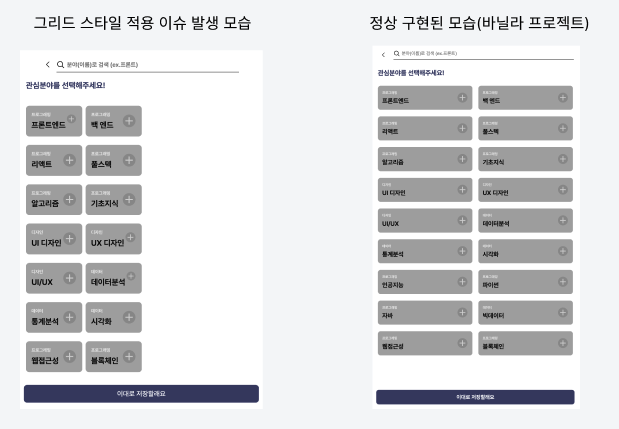 그리드 스타일 적용 이슈 발생 모습
분야(이름)로 검색 (ex.프론트)
관심분야를 선택해주세요!
프로그래밍 프로그래밍
프론트엔드 백 엔드
프로그래밍 프로그래밍
리액트 풀스택
프로그래밍 프로그래밍
알고리즘 기초지식
디자인 디자인
UI 디자인 UX 디자인
디자인 데이터
UI/UX 데이터분석
데이터 데이터
통계분석 시각화
프로그래밍 프로그래밍
웹접근성 블록체인
이대로 저장할래요
정상 구현된 모습(바닐라 프로젝트)
분야(이름)로 검색 (ex.프론트)
관심분야를 선택해주세요!
프로그래밍 프로그래밍
프론트엔드 백 엔드
프로그래밍 프로그래밍
리액트 풀스택
프로그래밍 프로그래밍
알고리즘 기초지식
디자인 디자인
UI 디자인 UX 디자인
디자인 데이터
UI/UX 데이터분석
데이터 데이터
통계분석 시각화
프로그래밍 프로그래밍
인공지능 파이썬
프로그래밍 데이터
자바 빅데이터
프로그래밍 프로그래밍
웹접근성 블록체인
이대로 저장할래요